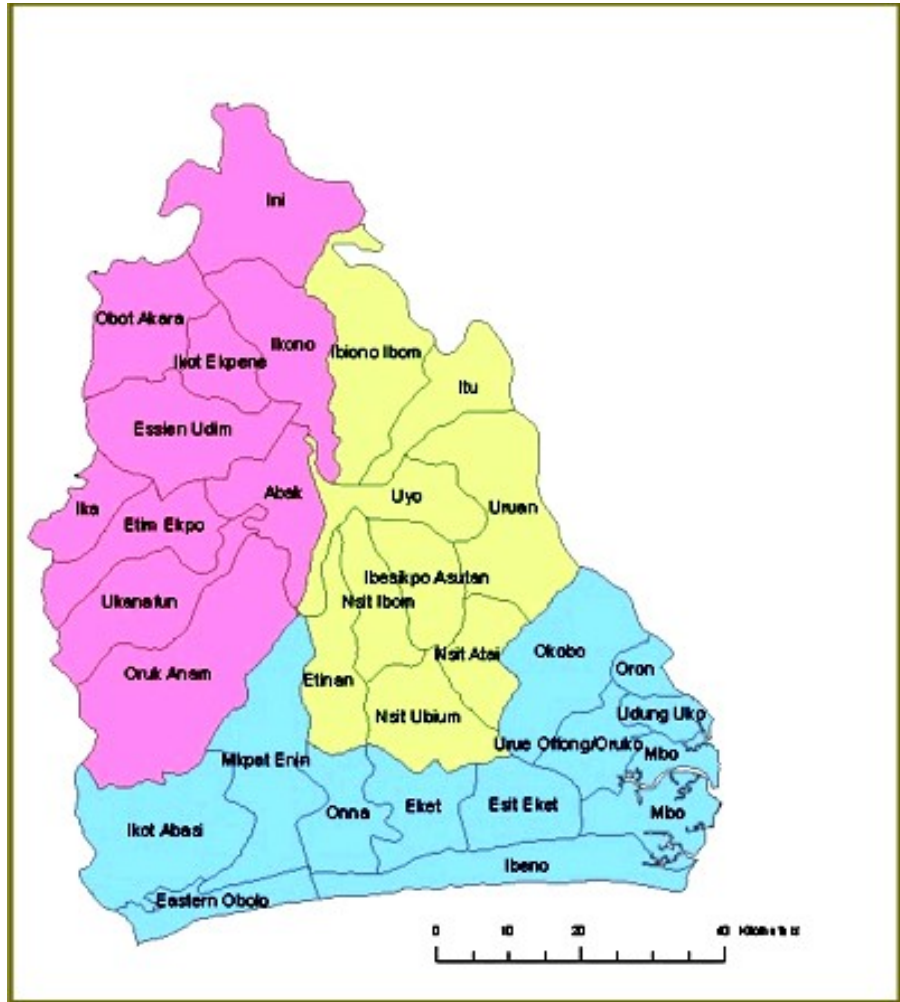 Ini
Obot Akara
Ikot Ekpene
Ikono
Ibiono Ibom
Itu
Essien Udim
Ika
Etim Ekpo
Abak
Uyo
Uruan
Ukanafun
Ibesikpo Asutan
Nsit Ibom
Oruk Anam
Etinan
Nsit Atai
Okobo
Oron
Nsit Ubium
Udung Uko
Urue Offong/Oruko
Mbo
Mkpat Enin
Ikot Abasi
Onna
Eket
Esit Eket
Mbo
Ibeno
Eastern Obolo
0 10 20 40